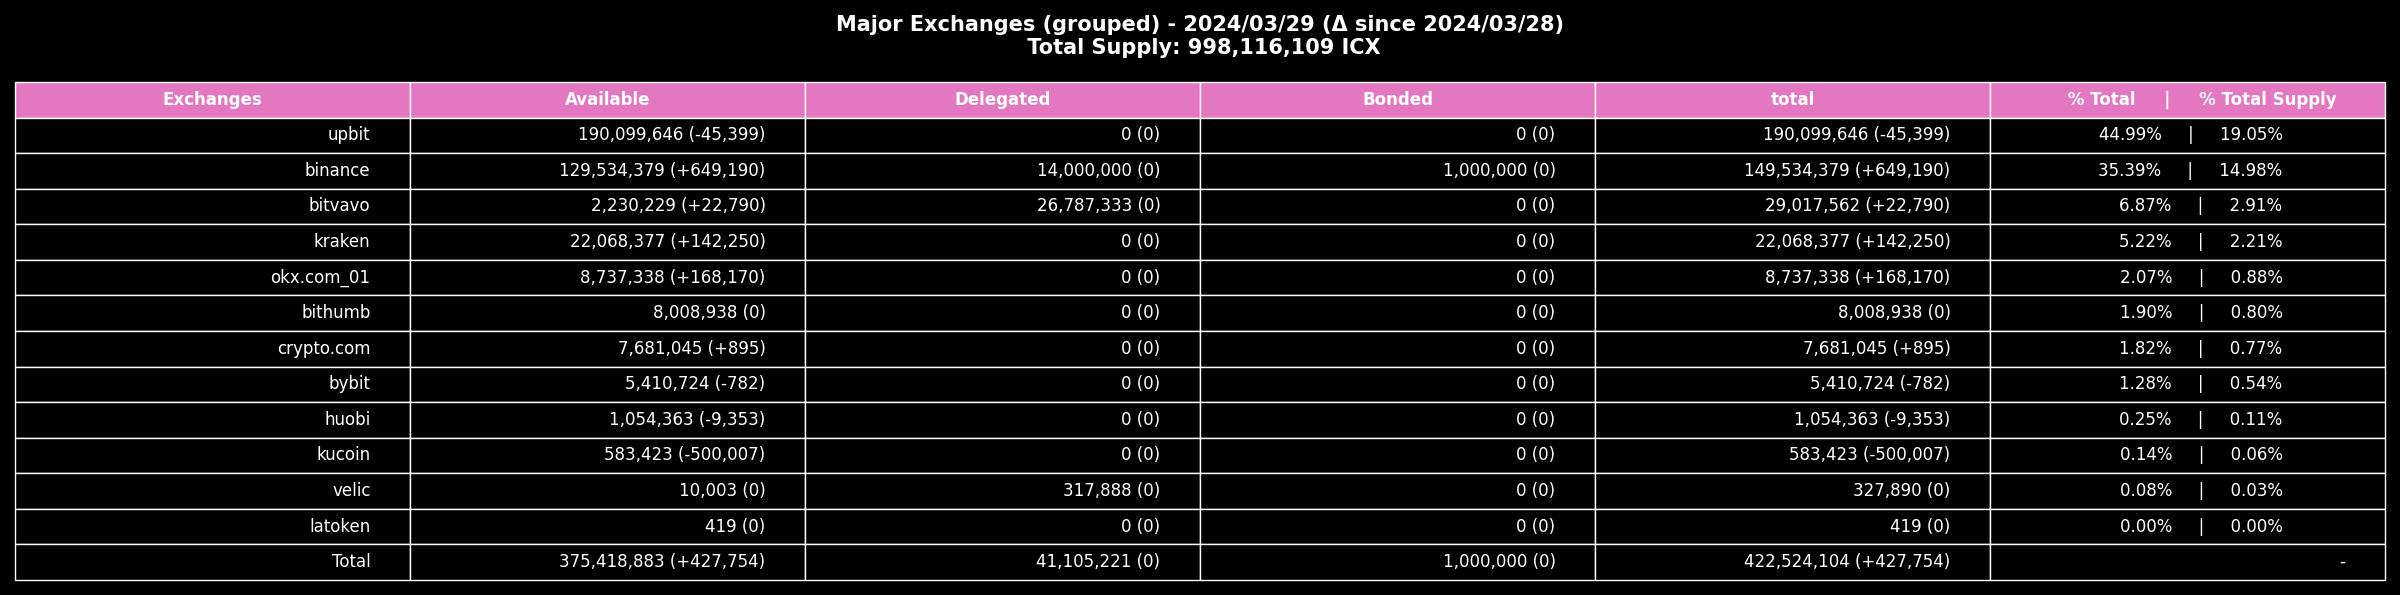 Major Exchanges (grouped) - 2024/03/29 (Δ since 2024/03/28)
Total Supply: 998,116,109 ICX
Exchanges Available Delegated Bonded total % Total | % Total Supply
upbit 190,099,646 (-45,399) 0 (0) 0 (0) 190,099,646 (-45,399) 44.99% | 19.05%
binance 129,534,379 (+649,190) 14,000,000 (0) 1,000,000 (0) 149,534,379 (+649,190) 35.39% | 14.98%
bitvavo 2,230,229 (+22,790) 26,787,333 (0) 0 (0) 29,017,562 (+22,790) 6.87% | 2.91%
kraken 22,068,377 (+142,250) 0 (0) 0 (0) 22,068,377 (+142,250) 5.22% | 2.21%
okx.com_01 8,737,338 (+168,170) 0 (0) 0 (0) 8,737,338 (+168,170) 2.07% | 0.88%
bithumb 8,008,938 (0) 0 (0) 0 (0) 8,008,938 (0) 1.90% | 0.80%
crypto.com 7,681,045 (+895) 0 (0) 0 (0) 7,681,045 (+895) 1.82% | 0.77%
bybit 5,410,724 (-782) 0 (0) 0 (0) 5,410,724 (-782) 1.28% | 0.54%
huobi 1,054,363 (-9,353) 0 (0) 0 (0) 1,054,363 (-9,353) 0.25% | 0.11%
kucoin 583,423 (-500,007) 0 (0) 0 (0) 583,423 (-500,007) 0.14% | 0.06%
velic 10,003 (0) 317,888 (0) 0 (0) 327,890 (0) 0.08% | 0.03%
latoken 419 (0) 0 (0) 0 (0) 419 (0) 0.00% | 0.00%
Total 375,418,883 (+427,754) 41,105,221 (0) 1,000,000 (0) 422,524,104 (+427,754) -